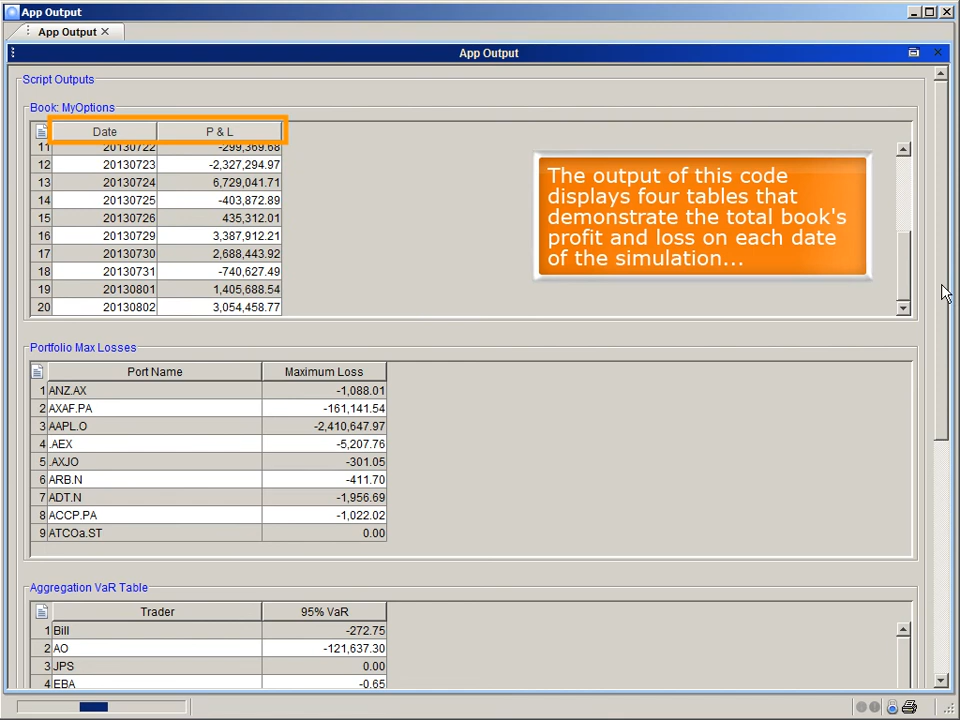 App Output
App Output
App Output
Script Outputs
Book: MyOptions
Date P & L
11 20130722 -299,369.68
12 20130723 -2,327,294.97
13 20130724 6,729,041.71
14 20130725 -403,872.89
15 20130726 435,312.01
16 20130729 3,387,912.21
17 20130730 2,688,443.92
18 20130731 -740,627.49
19 20130801 1,405,688.54
20 20130802 3,054,458.77
The output of this code
displays four tables that
demonstrate the total book's
profit and loss on each date
of the simulation...
Portfolio Max Losses
Port Name Maximum Loss
1 ANZ.AX -1,088.01
2 AXAF.PA -161,141.54
3 AAPL.O -2,410,647.97
4 .AEX -5,207.76
5 .AXJO -301.05
6 ARB.N -411.70
7 ADT.N -1,956.69
8 ACCP.PA -1,022.02
9 ATCOa.ST 0.00
Aggregation VaR Table
Trader 95% VaR
1 Bill -272.75
2 AO -121,637.30
3 JPS 0.00
4 EBA -0.65